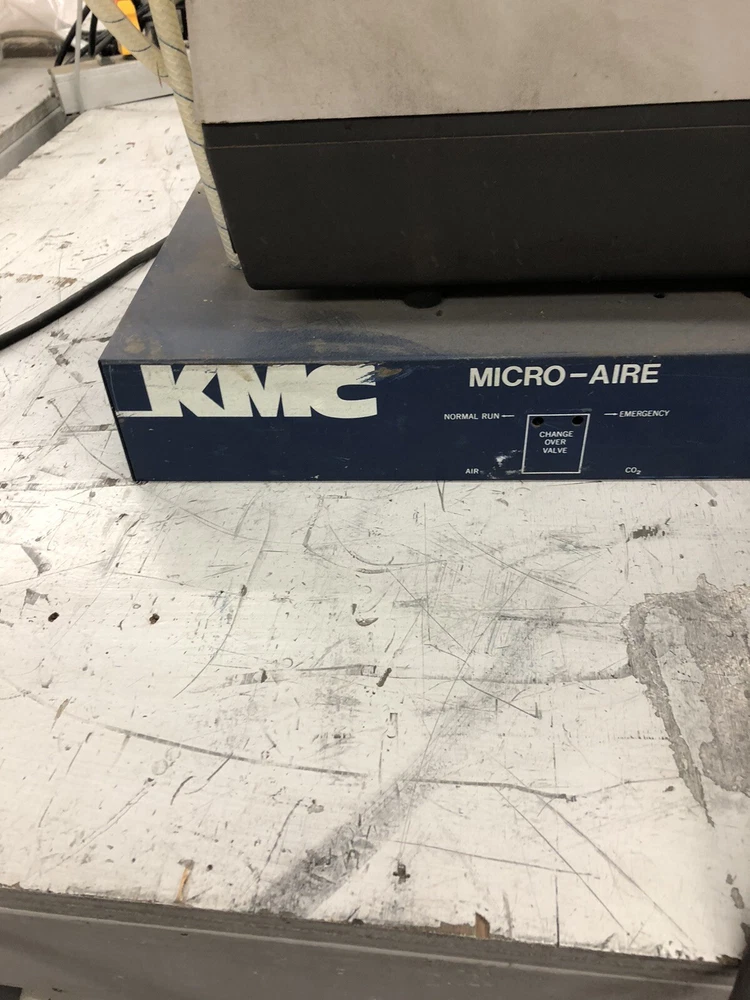 KMC
MICRO-AIRE
NORMAL RUN ←
→ EMERGENCY
CHANGE
OVER
VALVE
AIR
CO₂